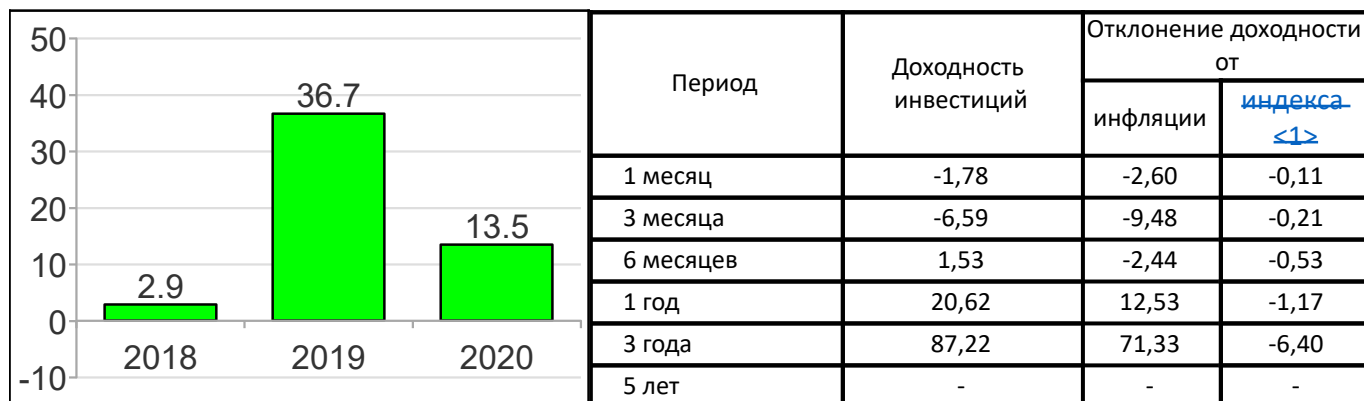 50
40
30
20
10
0
-10
2.9
36.7
13.5
2018 2019 2020
Период
Доходность
инвестиций
Отклонение доходности
от
инфляции
индекса
<1>
1 месяц -1,78 -2,60 -0,11
3 месяца -6,59 -9,48 -0,21
6 месяцев 1,53 -2,44 -0,53
1 год 20,62 12,53 -1,17
3 года 87,22 71,33 -6,40
5 лет - - -